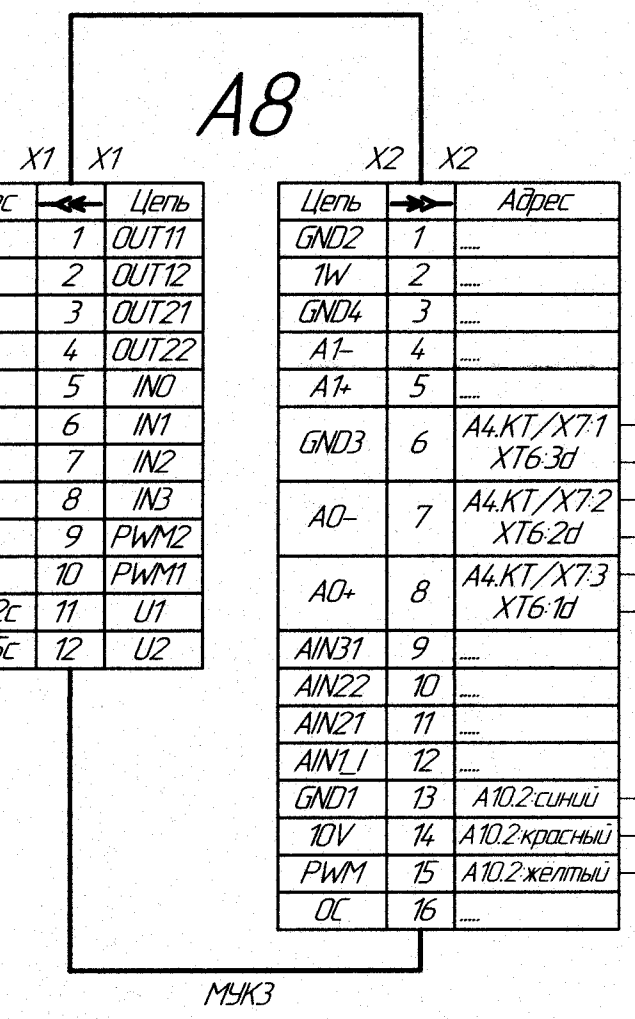 A8
X1 X1
X2 X2
с Цепь
1 OUT11
2 OUT12
3 OUT21
4 OUT22
5 IN0
6 IN1
7 IN2
8 IN3
9 PWM2
10 PWM1
2с 11 U1
5с 12 U2
Цепь Адрес
GND2 1 .....
1W 2 .....
GND4 3 .....
A1- 4 .....
A1+ 5 .....
GND3 6 A4.KT/X7:1
XT6:3d
A0- 7 A4.KT/X7:2
XT6:2d
A0+ 8 A4.KT/X7:3
XT6:1d
AIN31 9 .....
AIN22 10 .....
AIN21 11 .....
AIN1_I 12 .....
GND1 13 A10.2:синий
10V 14 A10.2:красный
PWM 15 A10.2:желтый
OC 16 .....
МУК3